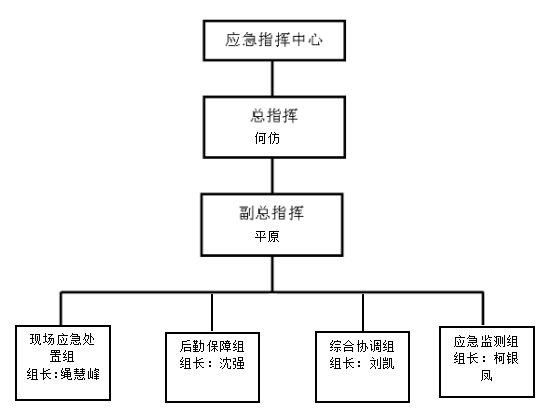 应急指挥中心
总指挥
何仿
副总指挥
平原
现场应急处
置组
组长:绳慧峰
后勤保障组
组长：沈强
综合协调组
组长：刘凯
应急监测组
组长：柯银
凤